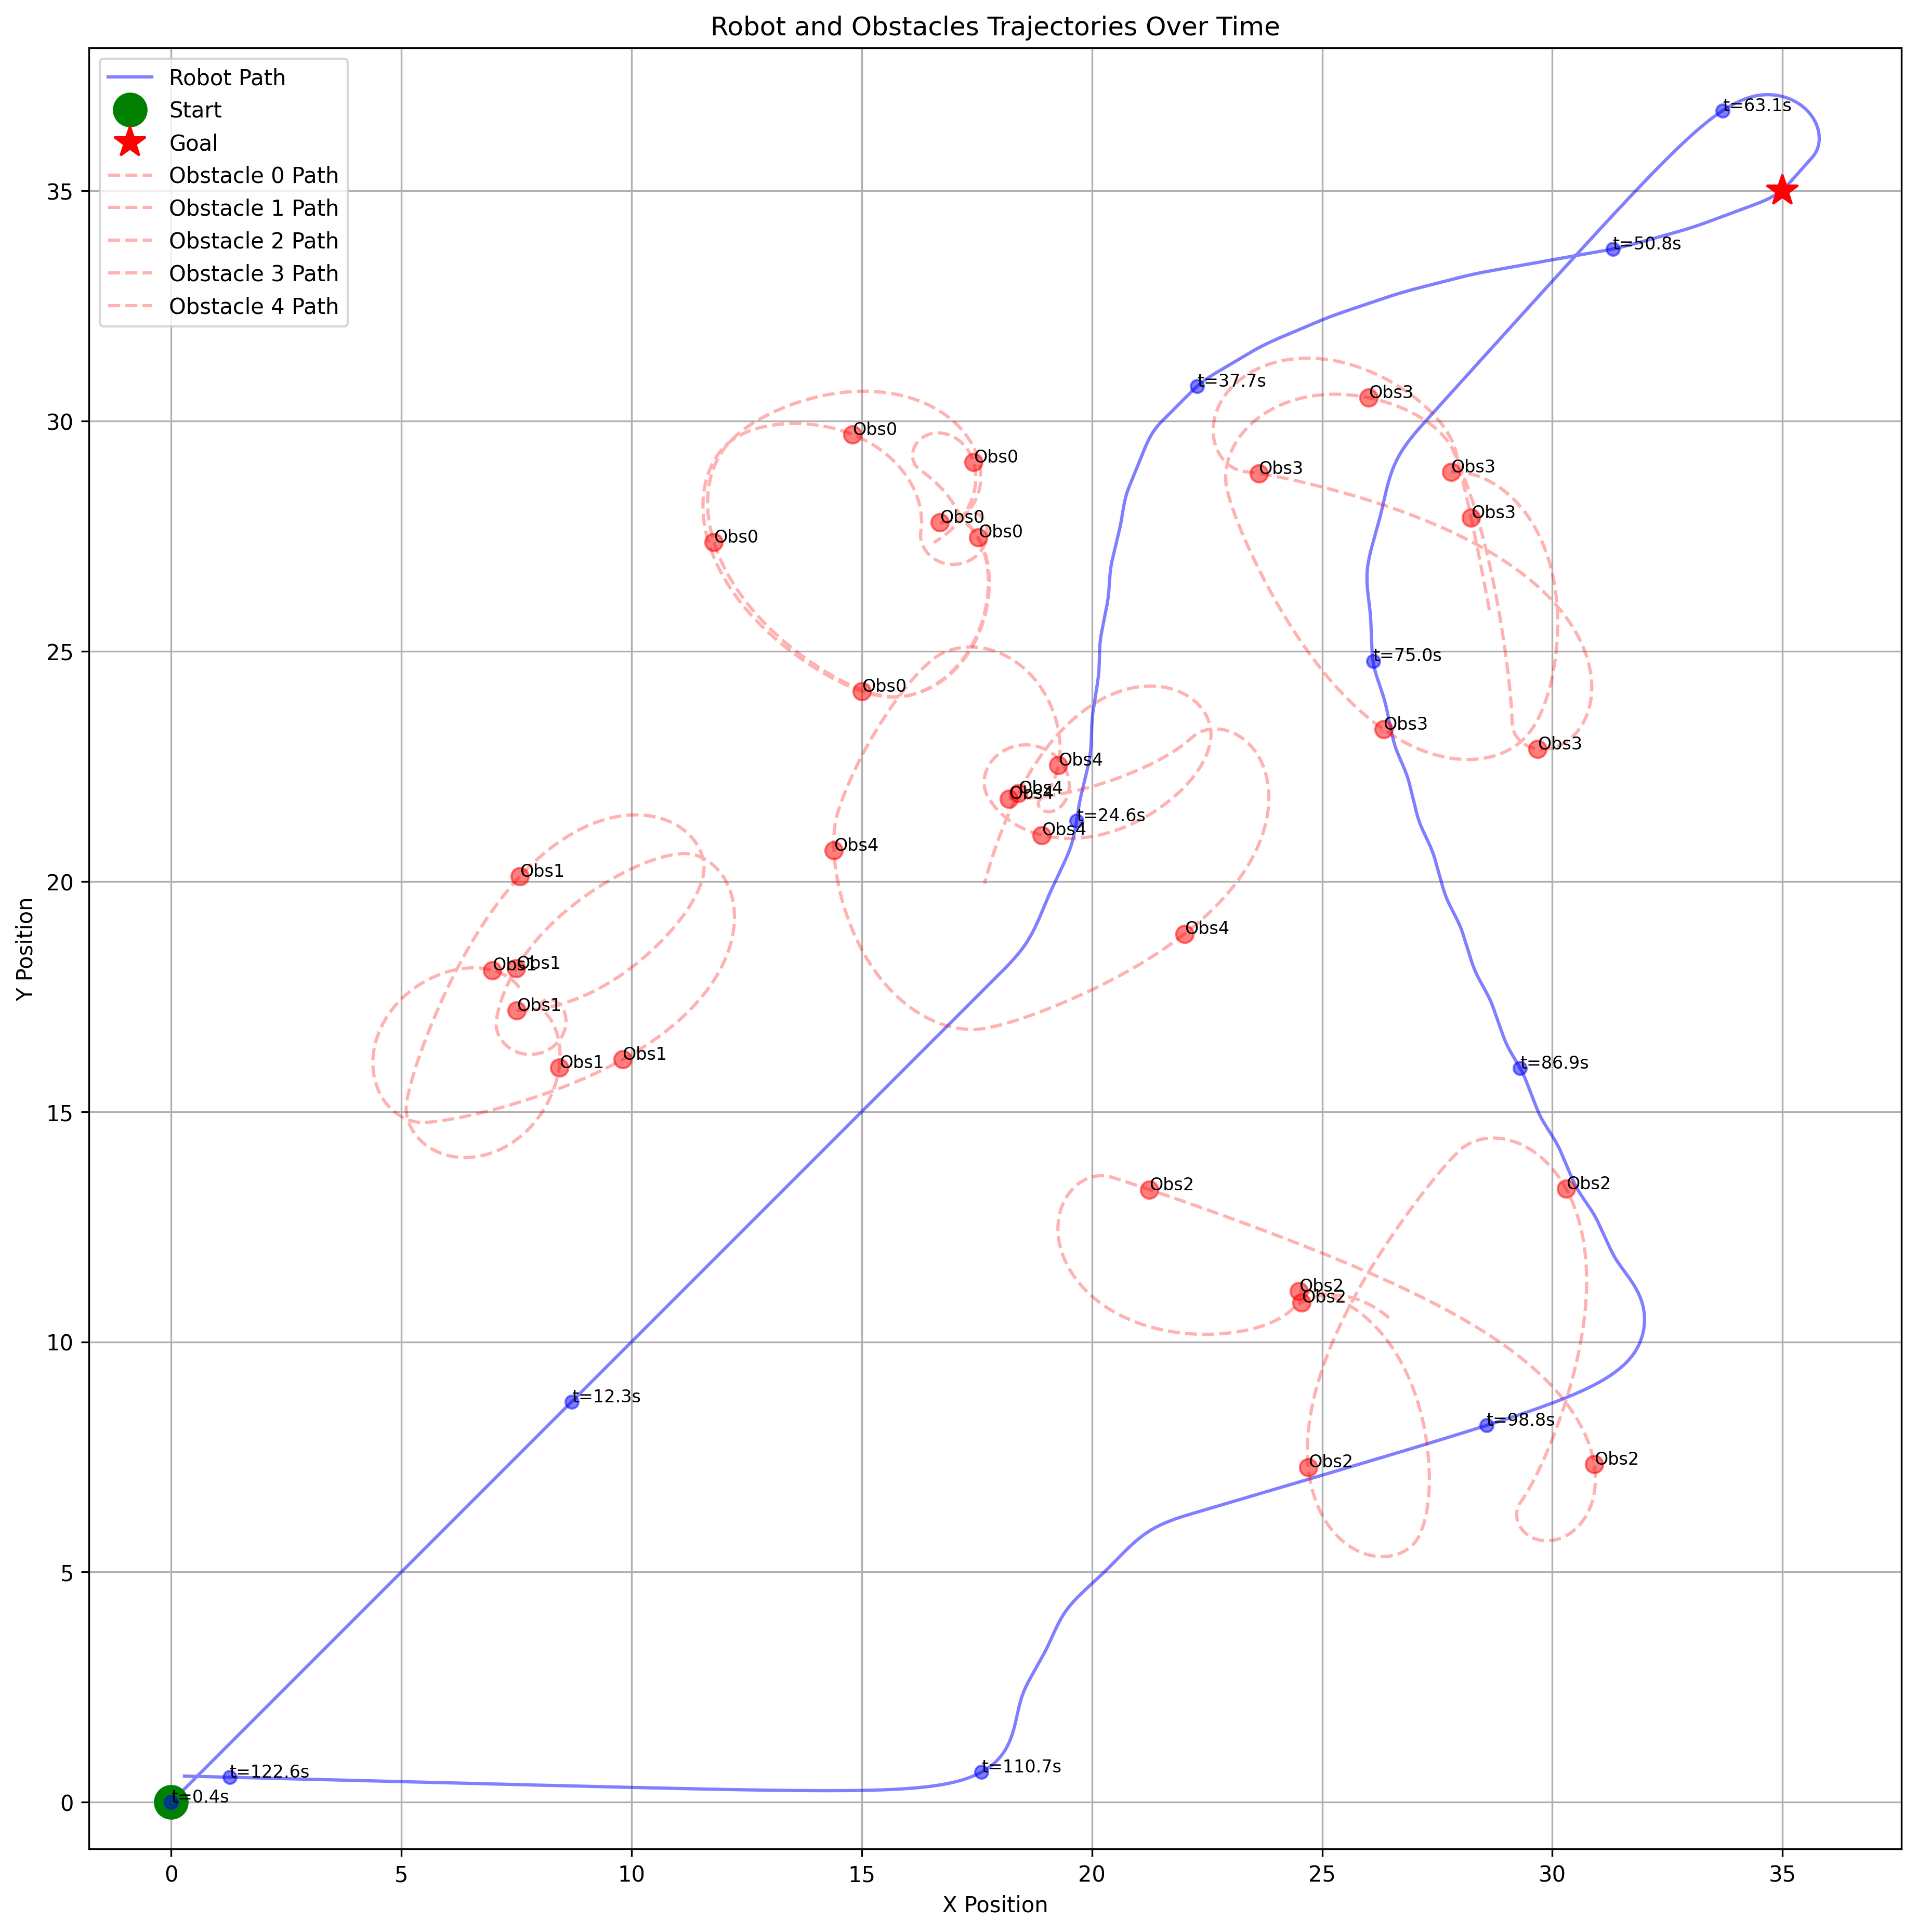 Robot and Obstacles Trajectories Over Time
Robot Path
Start
Goal
Obstacle 0 Path
Obstacle 1 Path
Obstacle 2 Path
Obstacle 3 Path
Obstacle 4 Path
t=63.1s
t=50.8s
t=37.7s
Obs3
Obs0
Obs0
Obs3
Obs3
Obs3
Obs0
Obs0
Obs0
t=75.0s
Obs0
Obs3
Obs3
Obs4
Obs4
Obs4
t=24.6s
Obs4
Obs4
Obs1
Obs4
Obs1
Obs1
Obs1
Obs1
Obs1
t=86.9s
Obs2
Obs2
Obs2
Obs2
t=12.3s
t=98.8s
Obs2
Obs2
t=110.7s
t=122.6s
t=0.4s
35
30
25
20
15
10
5
0
Y Position
0 5 10 15 20 25 30 35
X Position